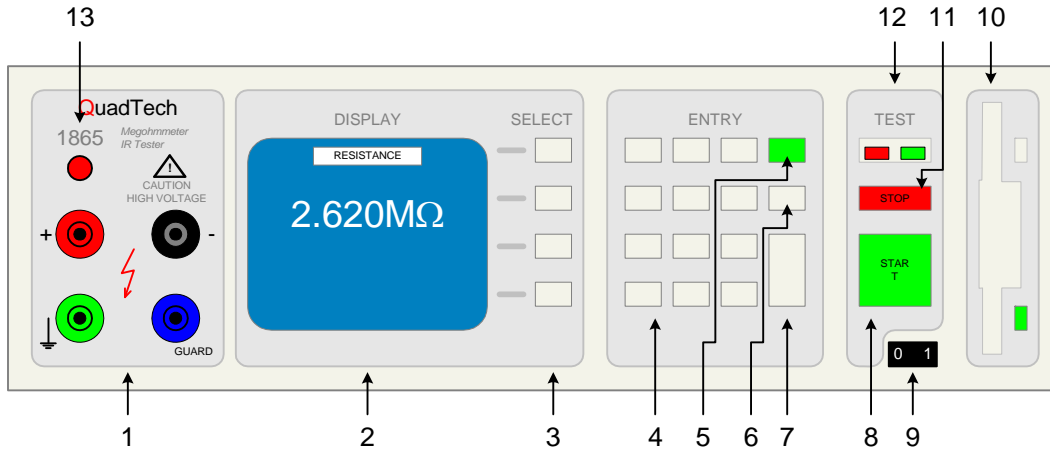 13 12 11 10
QuadTech
1865
Megohmmeter
IR Tester
!
CAUTION
HIGH VOLTAGE
+ -
GUARD
DISPLAY
RESISTANCE
2.620MΩ
SELECT
ENTRY
TEST
STOP
STAR
T
0 1
1 2 3 4 5 6 7 8 9